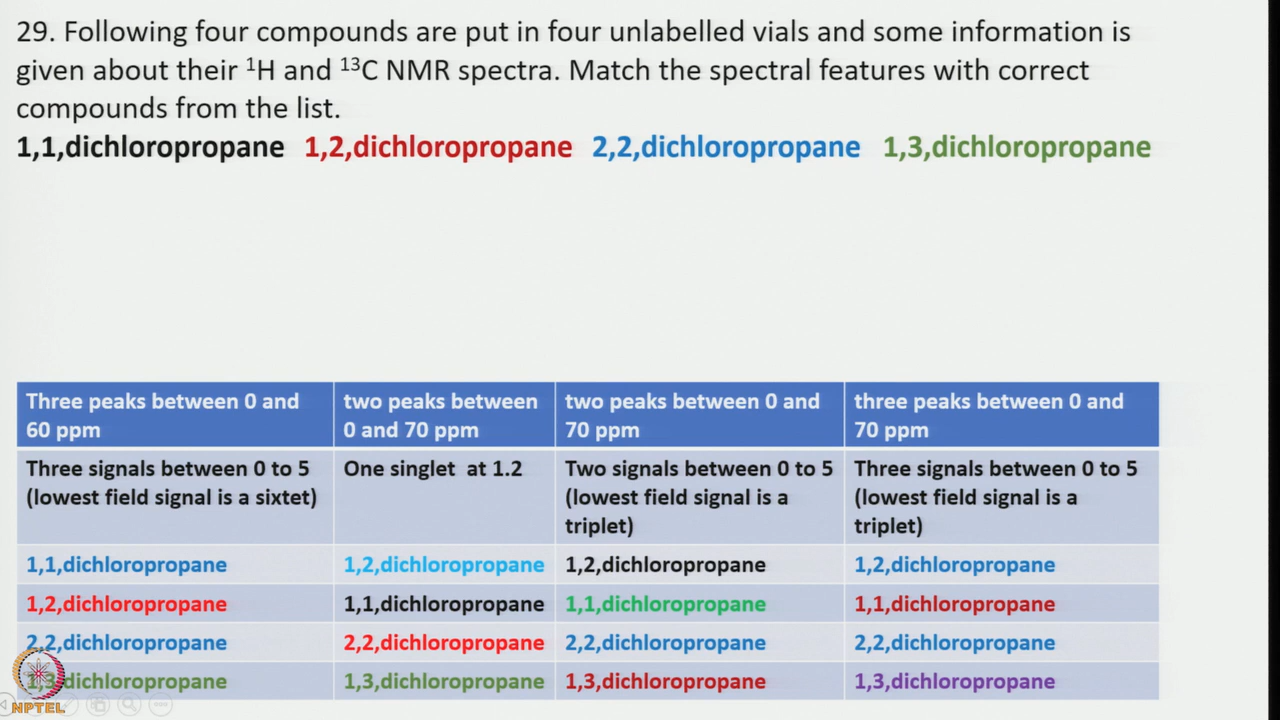 29. Following four compounds are put in four unlabelled vials and some information is
given about their ¹H and ¹³C NMR spectra. Match the spectral features with correct
compounds from the list.
1,1,dichloropropane 1,2,dichloropropane 2,2,dichloropropane 1,3,dichloropropane
Three peaks between 0 and
60 ppm
two peaks between
0 and 70 ppm
two peaks between 0 and
70 ppm
three peaks between 0 and
70 ppm
Three signals between 0 to 5
(lowest field signal is a sixtet)
One singlet at 1.2
Two signals between 0 to 5
(lowest field signal is a
triplet)
Three signals between 0 to 5
(lowest field signal is a
triplet)
1,1,dichloropropane 1,2,dichloropropane 1,2,dichloropropane 1,2,dichloropropane
1,2,dichloropropane 1,1,dichloropropane 1,1,dichloropropane 1,1,dichloropropane
2,2,dichloropropane 2,2,dichloropropane 2,2,dichloropropane 2,2,dichloropropane
1,3,dichloropropane 1,3,dichloropropane 1,3,dichloropropane 1,3,dichloropropane
NPTEL